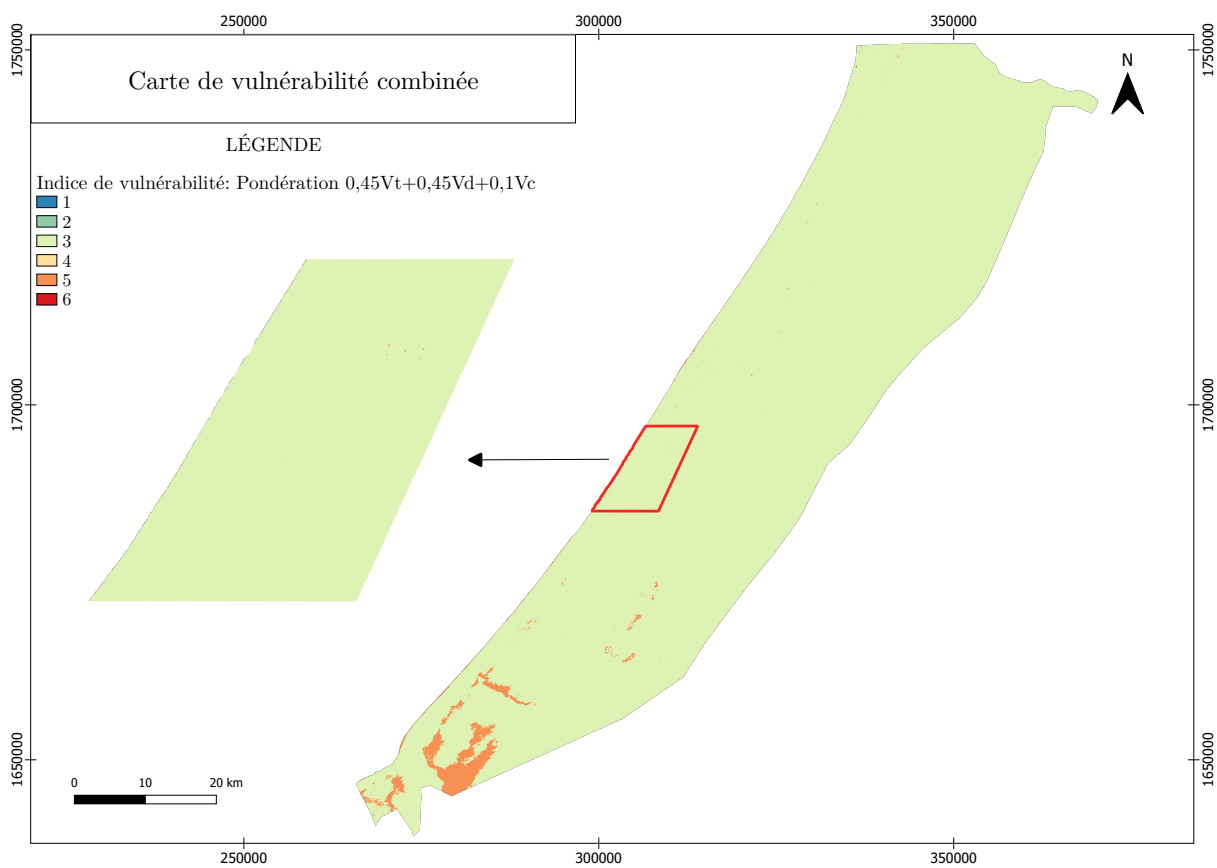 250000 300000 350000
1750000 1750000
Carte de vulnérabilité combinée
N
LÉGENDE
Indice de vulnérabilité: Pondération 0,45Vt+0,45Vd+0,1Vc
1
2
3
4
5
6
1700000 1700000
1650000 1650000
0 10 20 km
250000 300000 350000